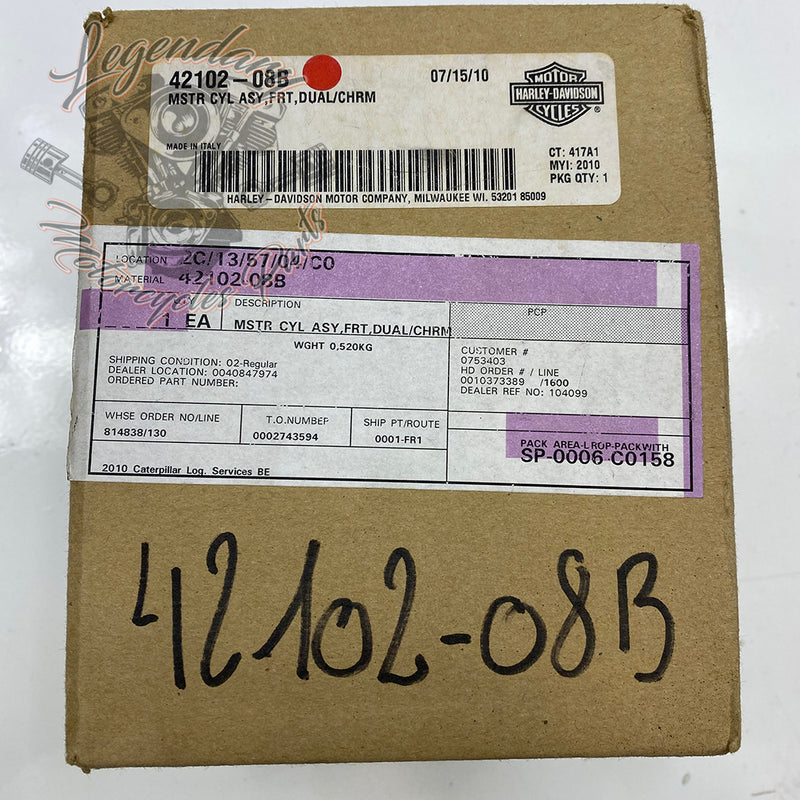 Legendary
Motorcycles Parts
42102-08B
07/15/10
MSTR CYL ASY,FRT,DUAL/CHRM
MOTOR
HARLEY-DAVIDSON
CYCLES
®
MADE IN ITALY
CT: 417A1
MYI: 2010
PKG QTY: 1
HARLEY-DAVIDSON MOTOR COMPANY, MILWAUKEE WI. 53201 85009
LOCATION 2C/13/57/04/C0
MATERIAL 42102-08B
1 EA
DESCRIPTION
MSTR CYL ASY,FRT,DUAL/CHRM
PCP
WGHT 0,520KG
SHIPPING CONDITION: 02-Regular
DEALER LOCATION: 0040847974
ORDERED PART NUMBER:
CUSTOMER #
0753403
HD ORDER # / LINE
0010373389 /1600
DEALER REF NO: 104099
WHSE ORDER NO/LINE
814838/130
T.O.NUMBER
0002743594
SHIP PT/ROUTE
0001-FR1
PACK AREA-LROP-PACKWITH
SP-0006 C0158
2010 Caterpillar Log. Services BE
42102-08B